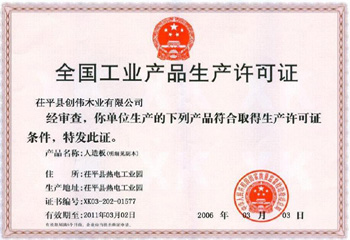 全国工业产品生产许可证
茌平县创伟木业有限公司
经审查，你单位生产的下列产品符合取得生产许可证
条件，特发此证。
产品名称：人造板(明细见副本)
住 所：茌平县热电工业园
生产地址：茌平县热电工业园
证书编号：XK03-202-01577
有效期至：2011年03月02日
2006 年 03 月 03 日